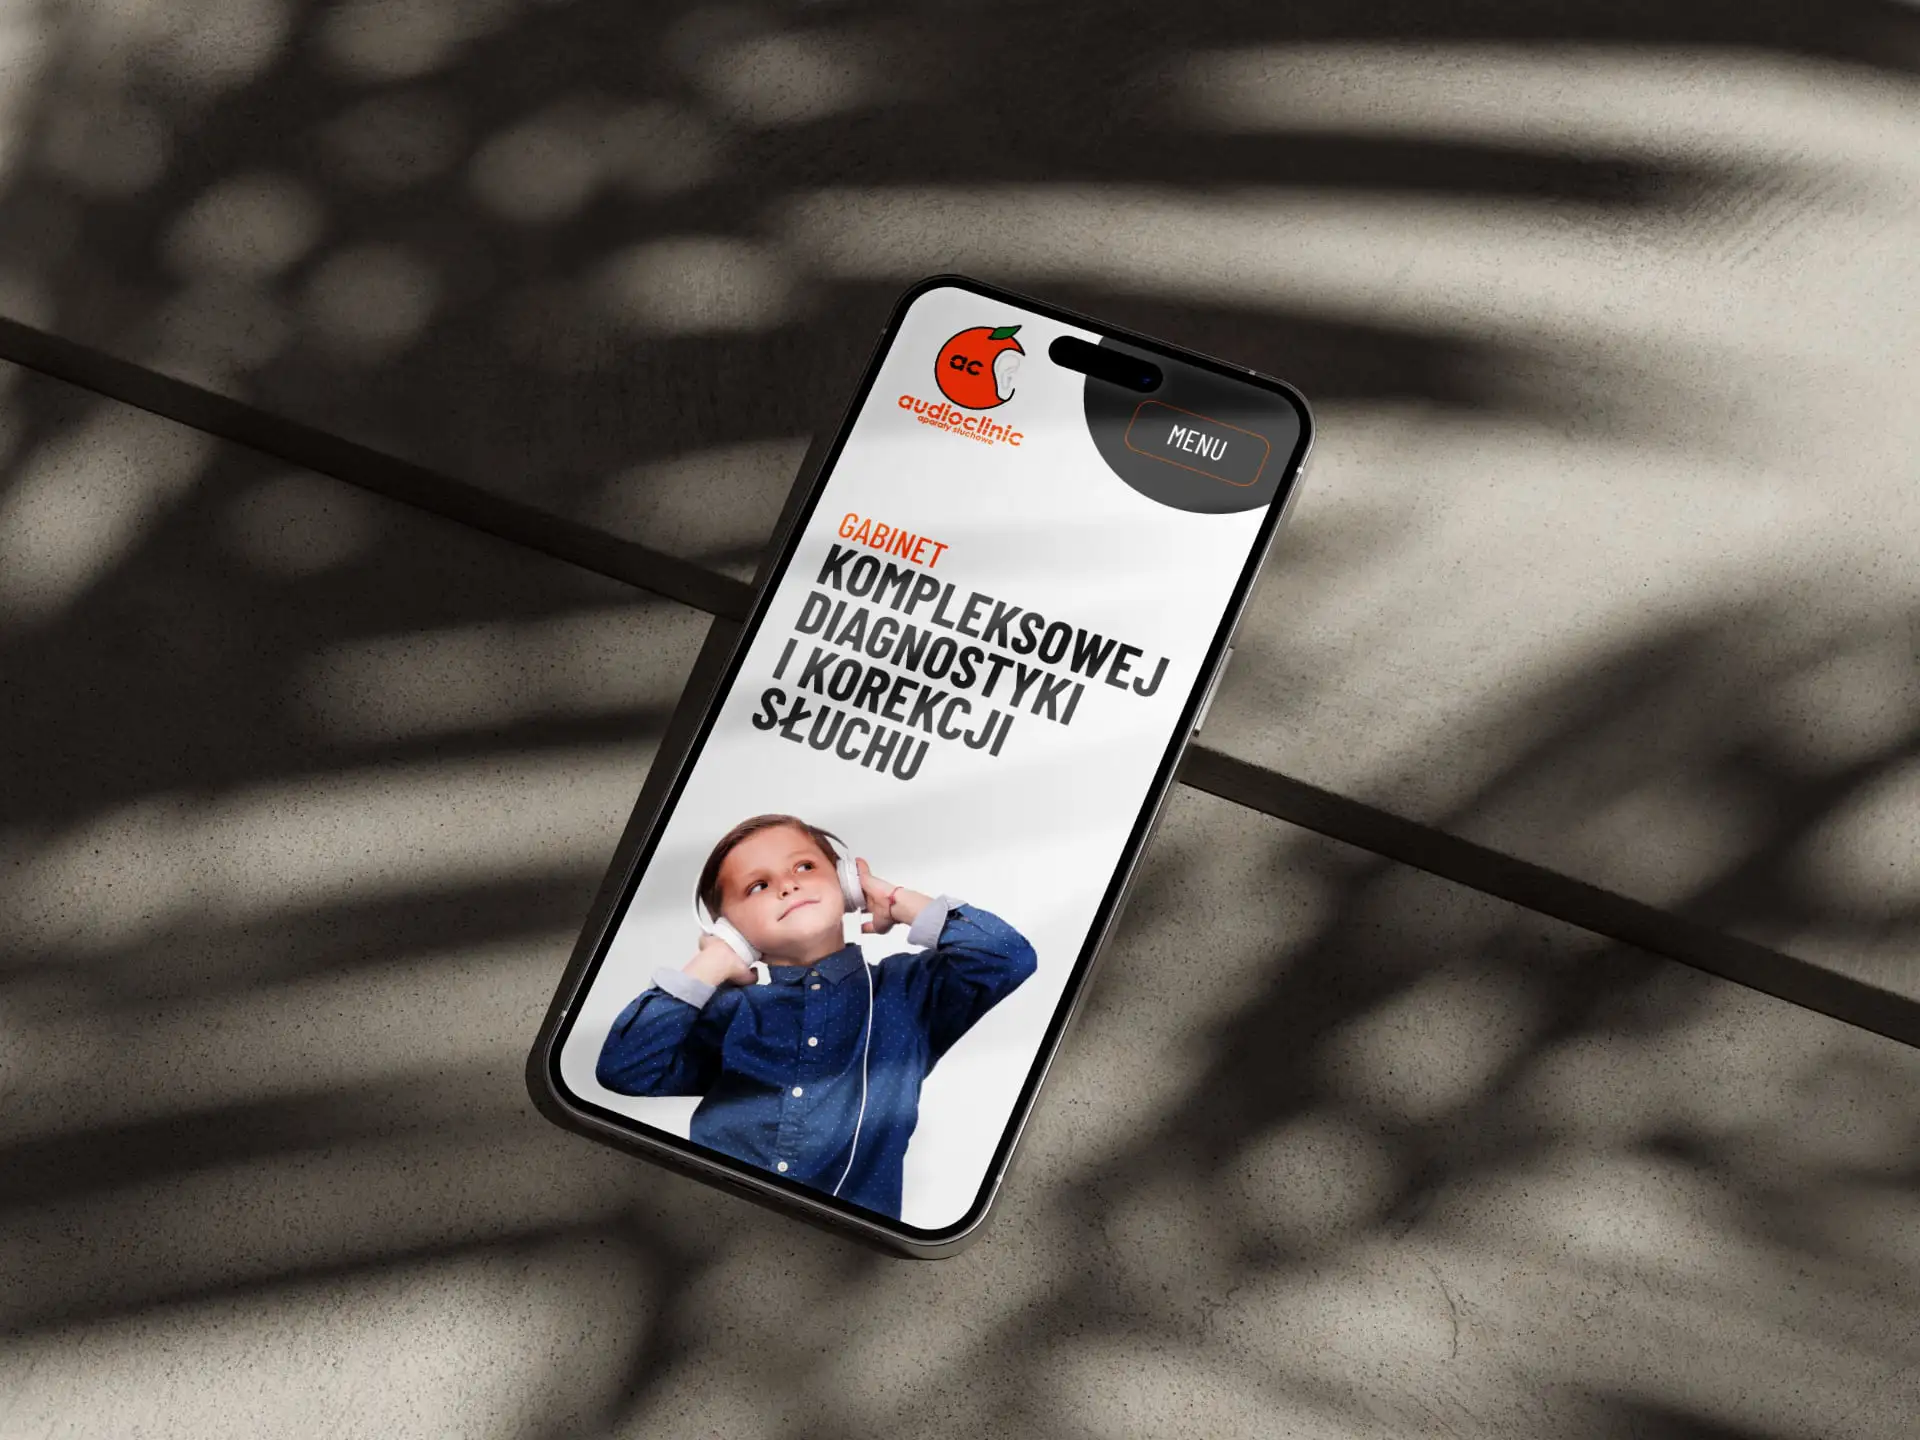 ac
audioclinic
aparaty słuchowe
MENU
GABINET
KOMPLEKSOWEJ
DIAGNOSTYKI
I KOREKCJI
SŁUCHU